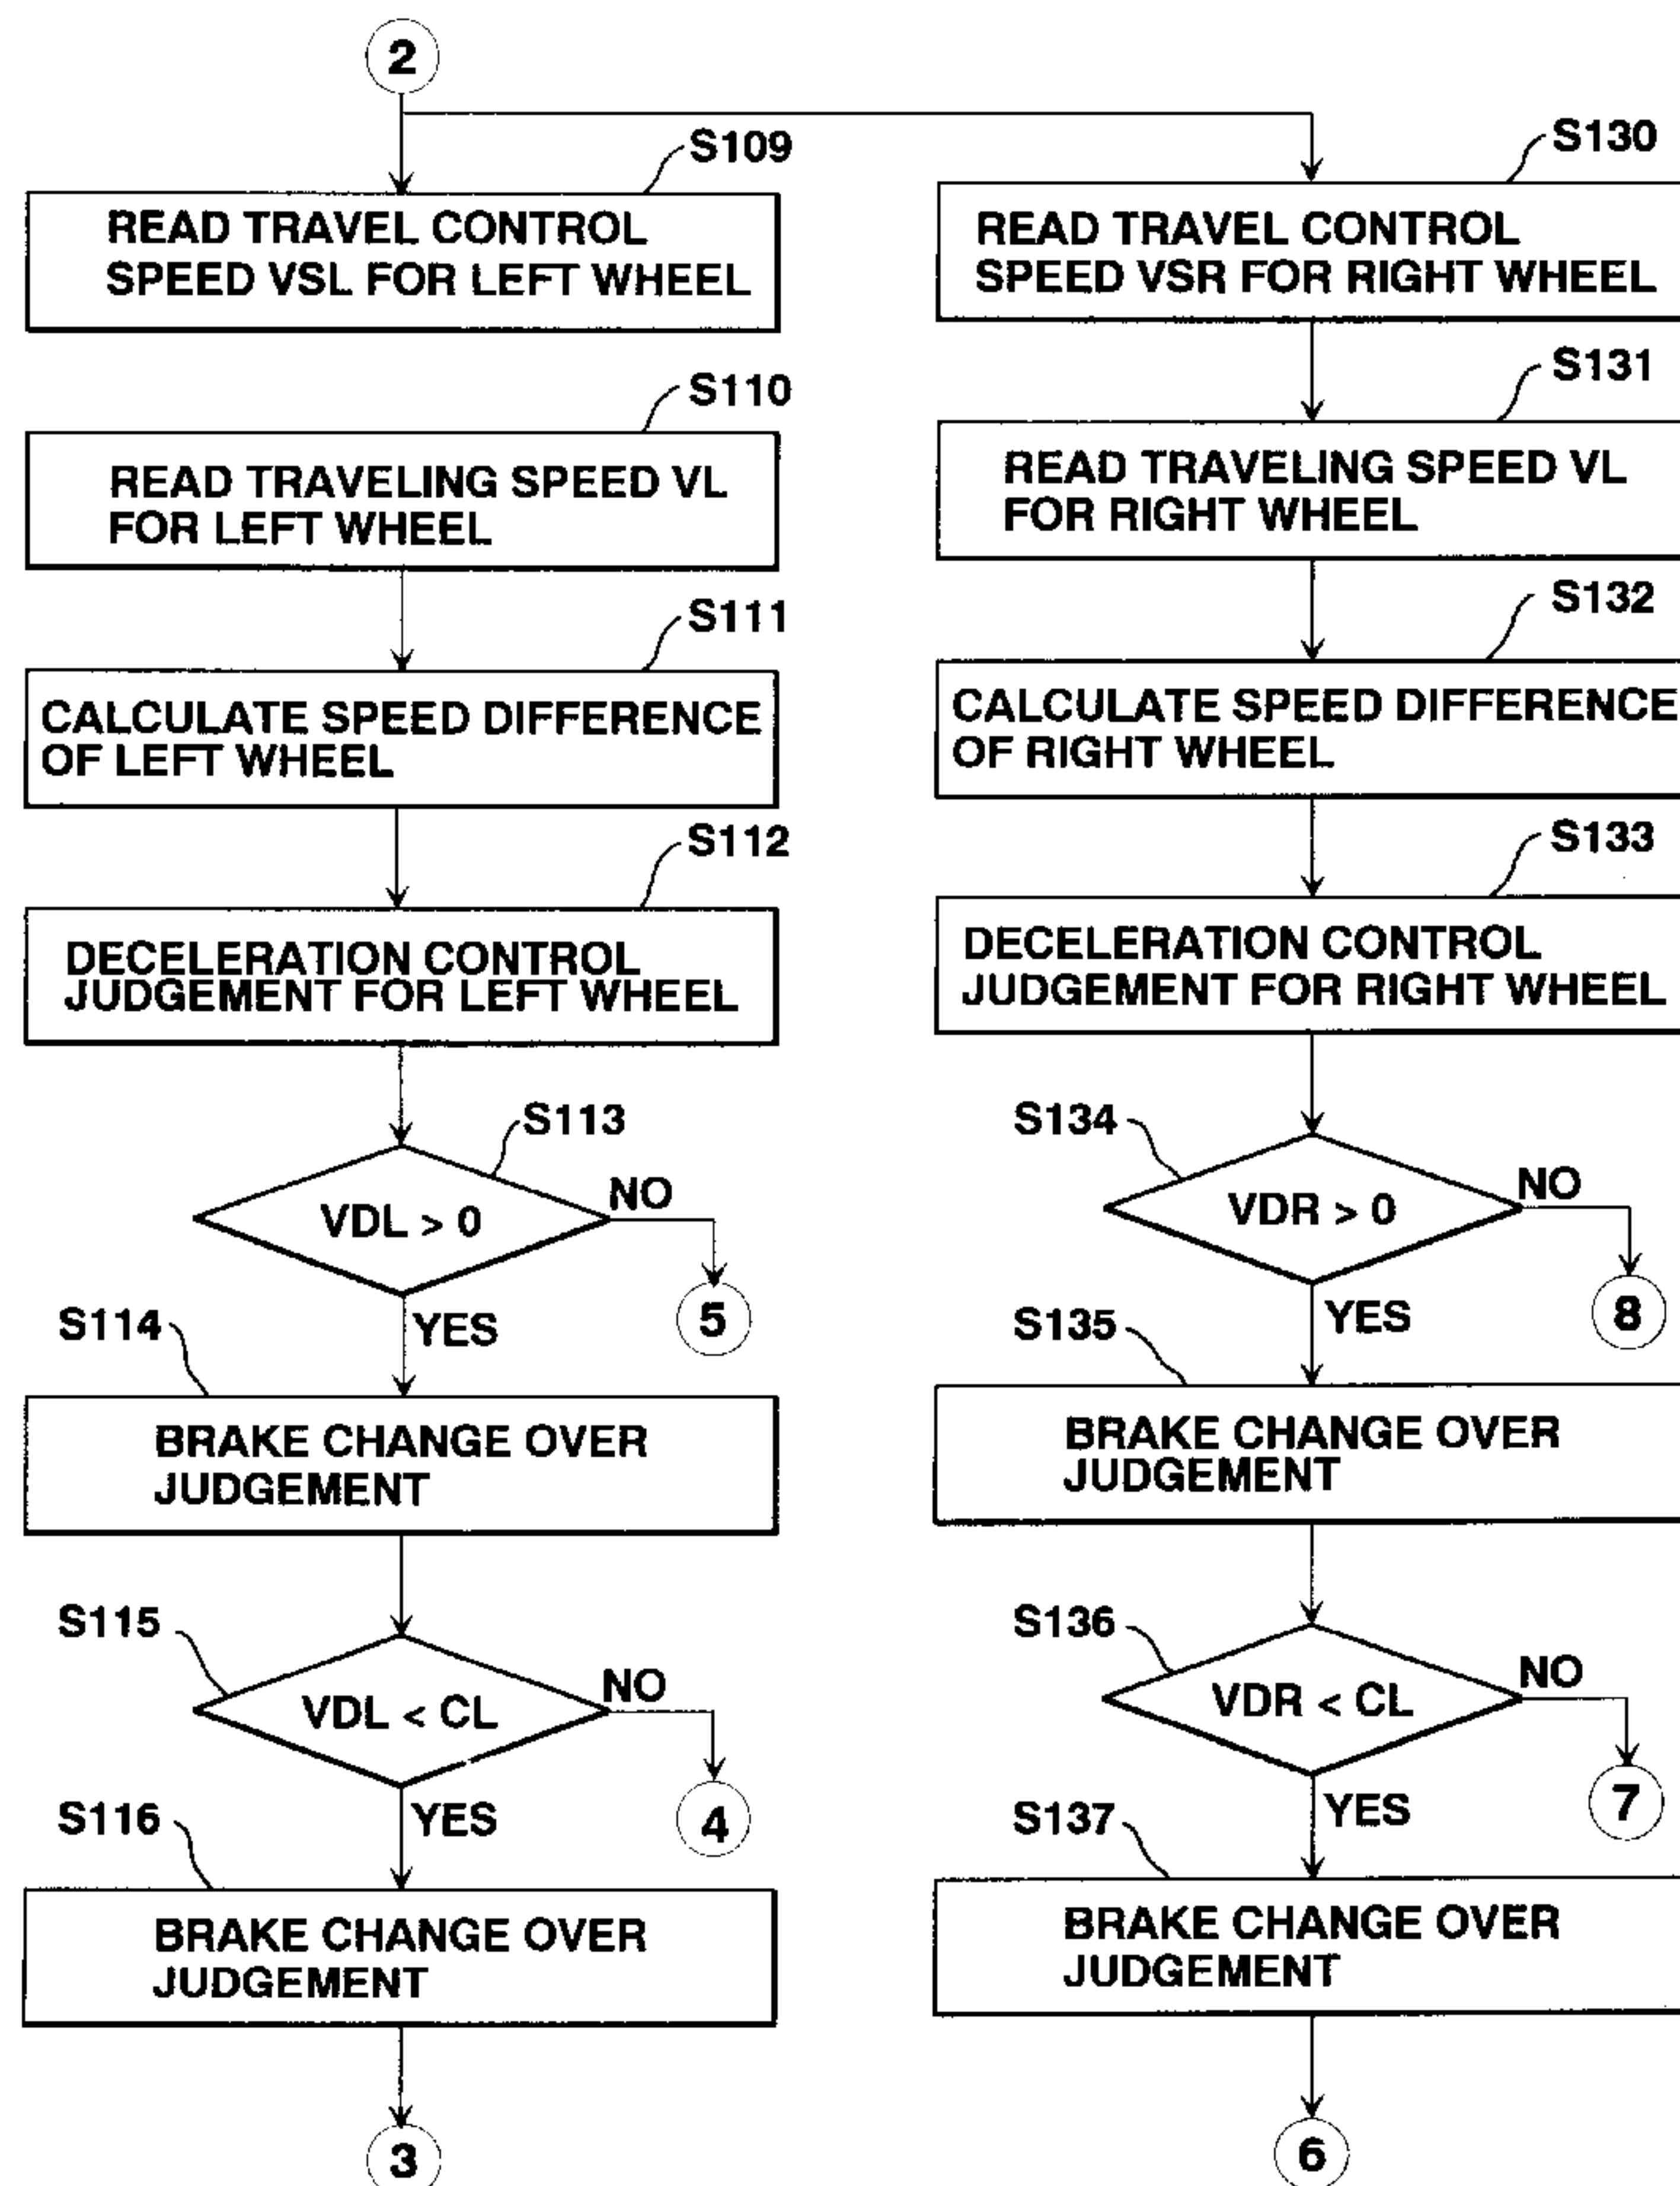 2
S109
READ TRAVEL CONTROL
SPEED VSL FOR LEFT WHEEL
S110
READ TRAVELING SPEED VL
FOR LEFT WHEEL
S111
CALCULATE SPEED DIFFERENCE
OF LEFT WHEEL
S112
DECELERATION CONTROL
JUDGEMENT FOR LEFT WHEEL
S113
VDL > 0
NO
5
YES
S114
BRAKE CHANGE OVER
JUDGEMENT
S115
VDL < CL
NO
4
YES
S116
BRAKE CHANGE OVER
JUDGEMENT
3
S130
READ TRAVEL CONTROL
SPEED VSR FOR RIGHT WHEEL
S131
READ TRAVELING SPEED VL
FOR RIGHT WHEEL
S132
CALCULATE SPEED DIFFERENCE
OF RIGHT WHEEL
S133
DECELERATION CONTROL
JUDGEMENT FOR RIGHT WHEEL
S134
VDR > 0
NO
8
YES
S135
BRAKE CHANGE OVER
JUDGEMENT
S136
VDR < CL
NO
7
YES
S137
BRAKE CHANGE OVER
JUDGEMENT
6